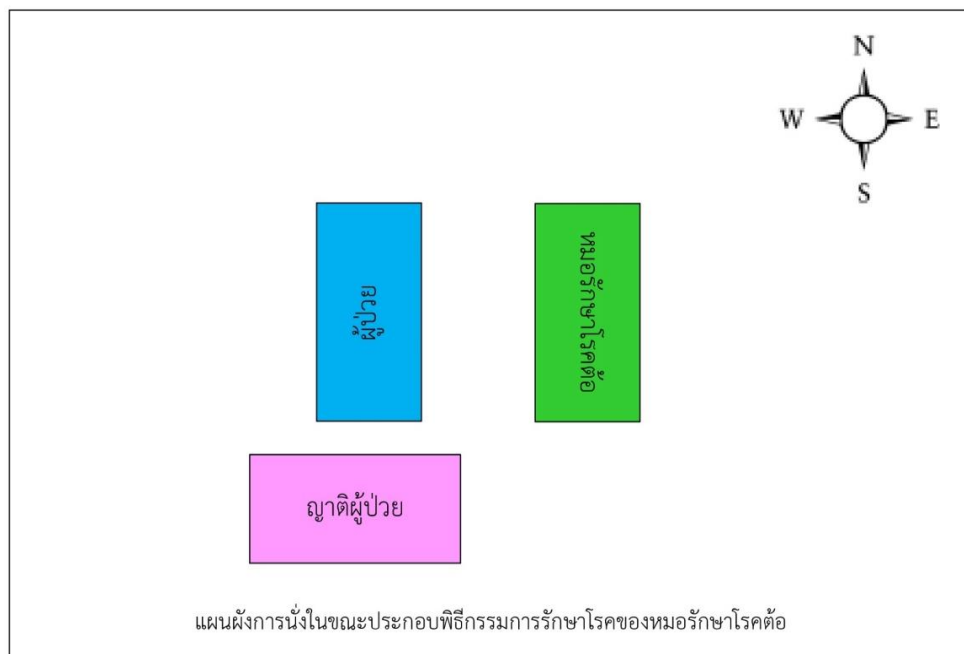 N
W E
S
ผู้ป่วย
หมอรักษาโรคต้อ
ญาติผู้ป่วย
แผนผังการนั่งในขณะประกอบพิธีกรรมการรักษาโรคของหมอรักษาโรคต้อ